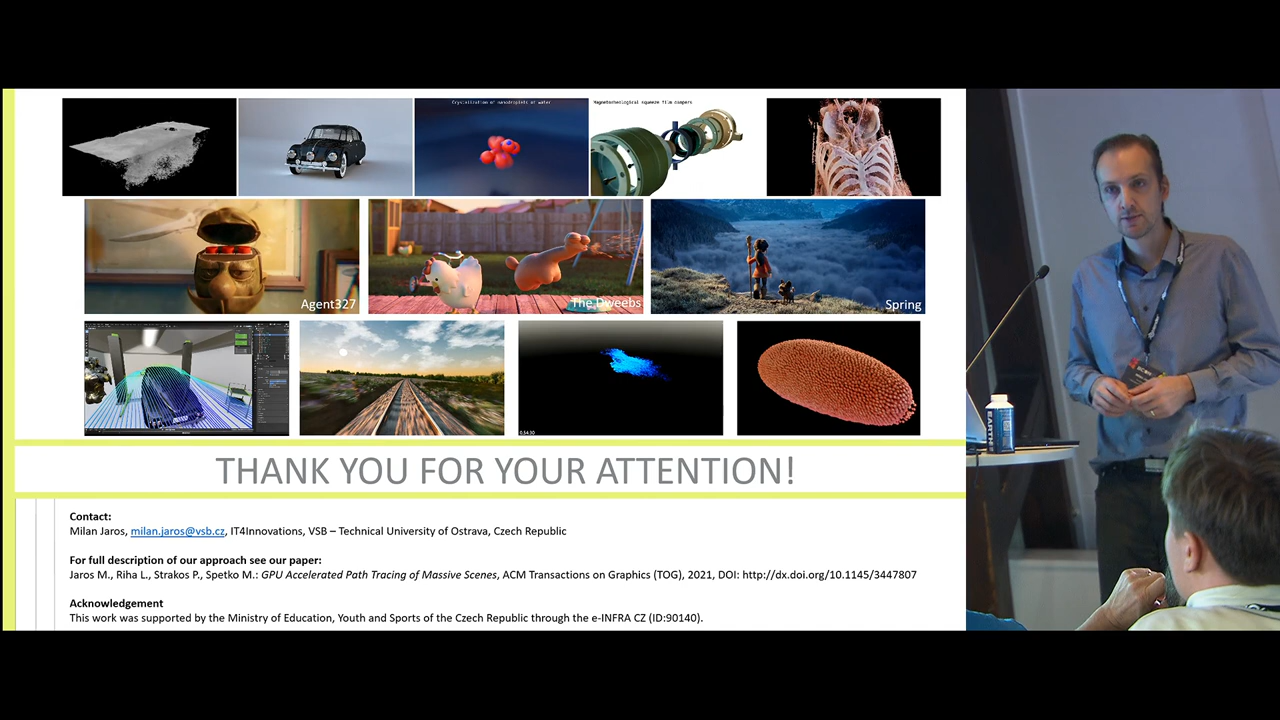 Crystallization of nanodroplets of water
Magnetorheological squeeze film dampers
Agent327
The Dweebs
Spring
0:54:30
THANK YOU FOR YOUR ATTENTION!
Contact:
Milan Jaros, milan.jaros@vsb.cz, IT4Innovations, VSB – Technical University of Ostrava, Czech Republic
For full description of our approach see our paper:
Jaros M., Riha L., Strakos P., Spetko M.: GPU Accelerated Path Tracing of Massive Scenes, ACM Transactions on Graphics (TOG), 2021, DOI: http://dx.doi.org/10.1145/3447807
Acknowledgement
This work was supported by the Ministry of Education, Youth and Sports of the Czech Republic through the e-INFRA CZ (ID:90140).
EARTH